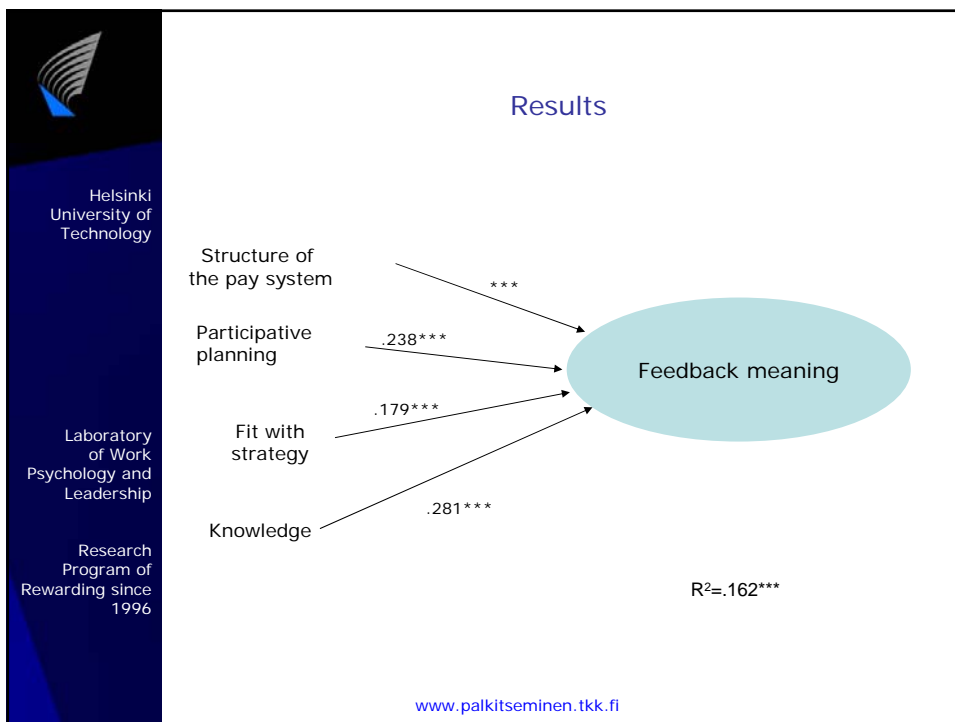 Results
Helsinki
University of
Technology
Laboratory
of Work
Psychology and
Leadership
Research
Program of
Rewarding since
1996
Structure of
the pay system
***
Participative
planning
.238***
Fit with
strategy
.179***
Knowledge
.281***
Feedback meaning
R²=.162***
www.palkitseminen.tkk.fi